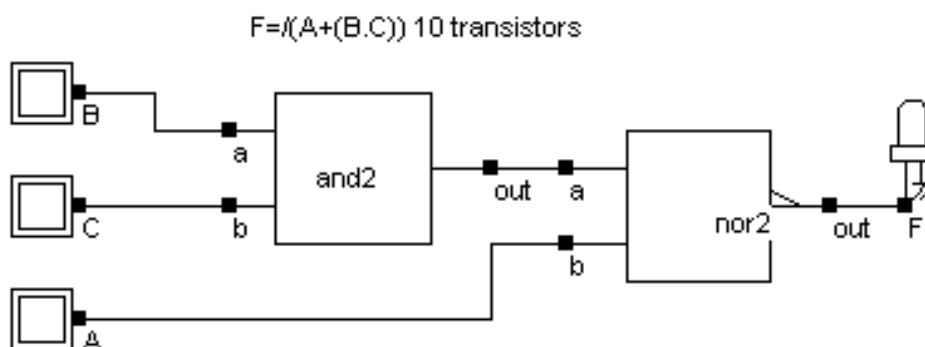 F=/(A+(B.C)) 10 transistors
B
a
and2
out
a
C
b
nor2
out
F
b
A